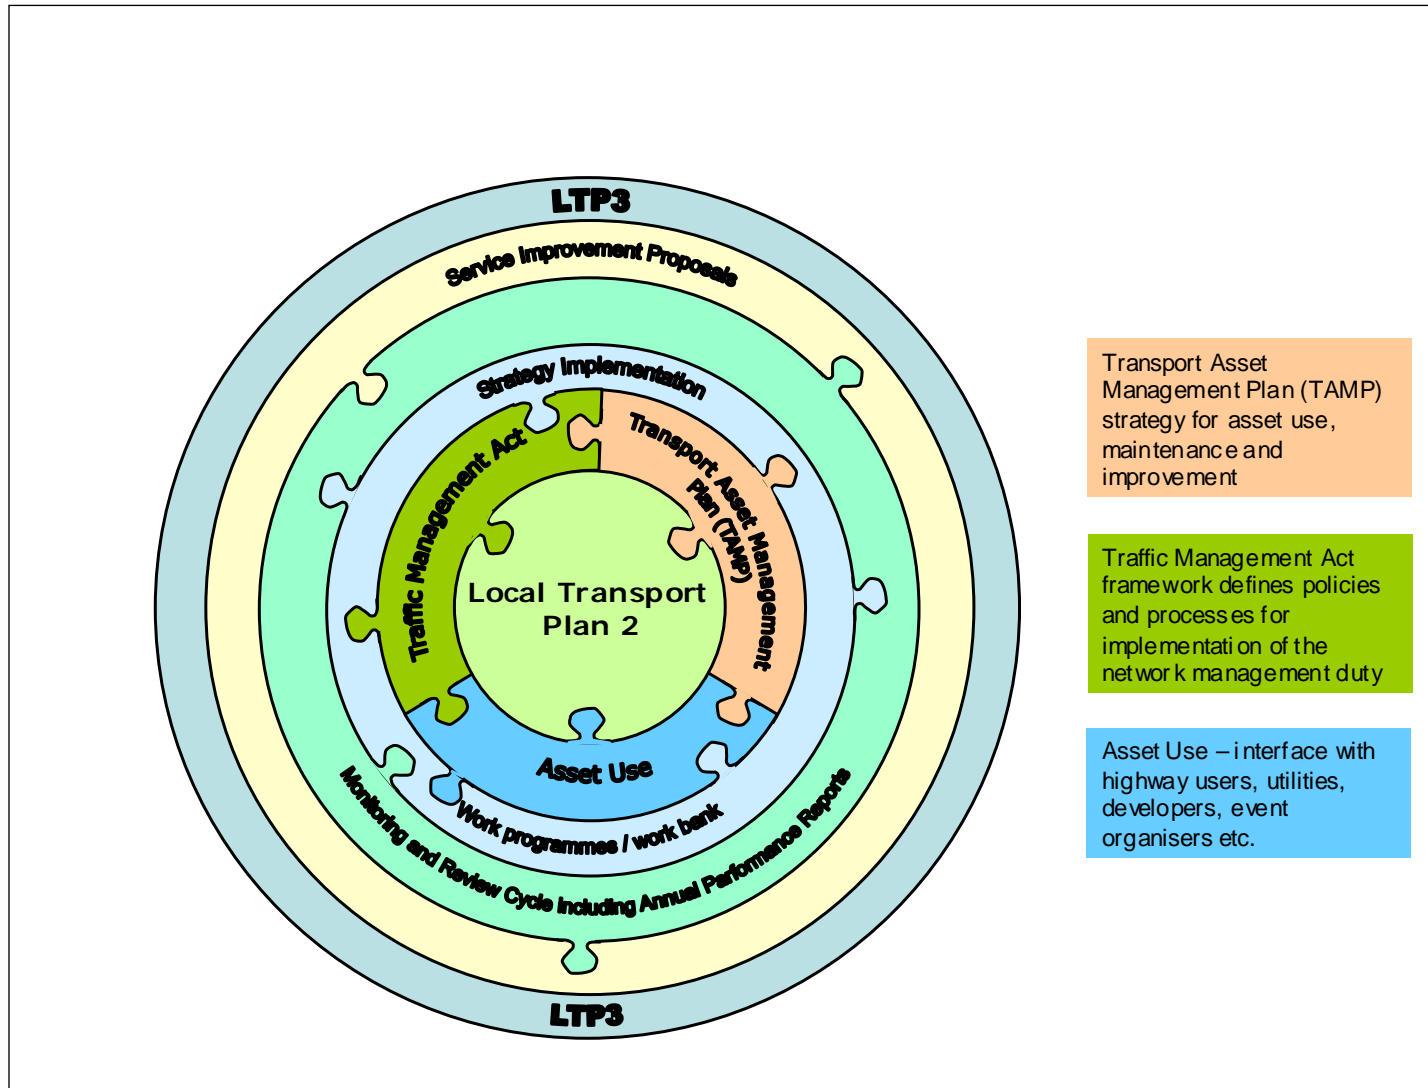 LTP3
Service Improvement Proposals
Strategy Implementation
Traffic Management Act
Transport Asset Management
Plan (TAMP)
Local Transport
Plan 2
Asset Use
Work programmes / work bank
Monitoring and Review Cycle including Annual Performance Reports
LTP3
Transport Asset
Management Plan (TAMP)
strategy for asset use,
maintenance and
improvement
Traffic Management Act
framework defines policies
and processes for
implementation of the
network management duty
Asset Use – interface with
highway users, utilities,
developers, event
organisers etc.